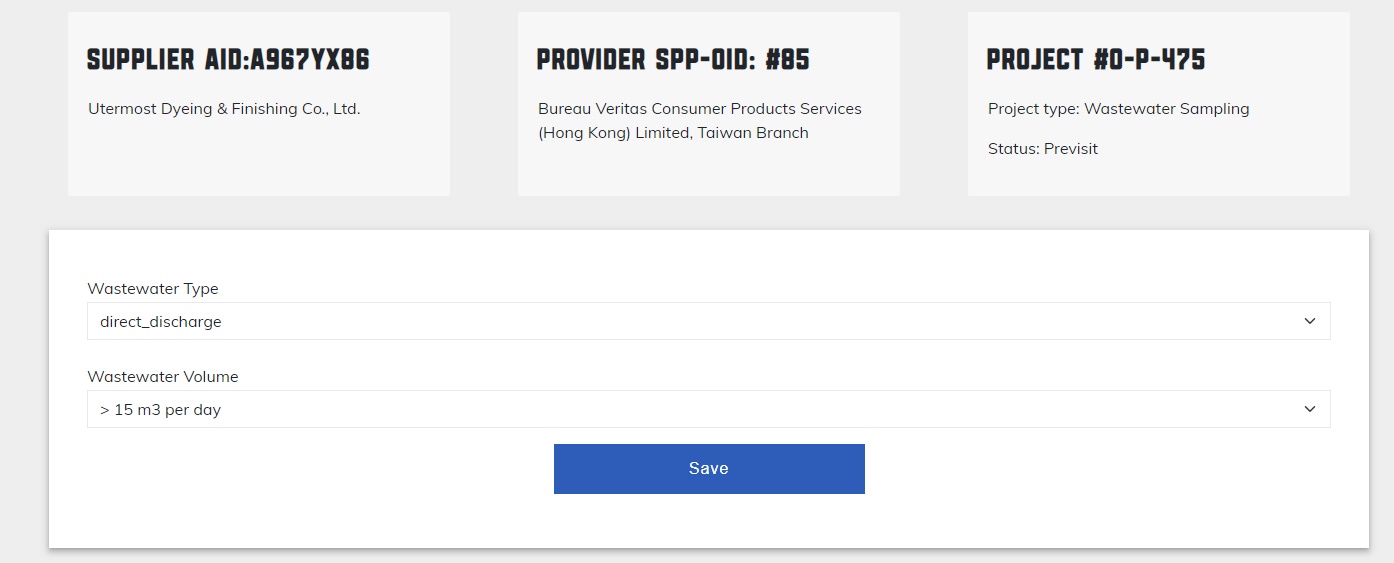 SUPPLIER AID:A967YX86
Utermost Dyeing & Finishing Co., Ltd.
PROVIDER SPP-OID: #85
Bureau Veritas Consumer Products Services
(Hong Kong) Limited, Taiwan Branch
PROJECT #0-P-475
Project type: Wastewater Sampling
Status: Previsit
Wastewater Type
direct_discharge
Wastewater Volume
> 15 m3 per day
Save